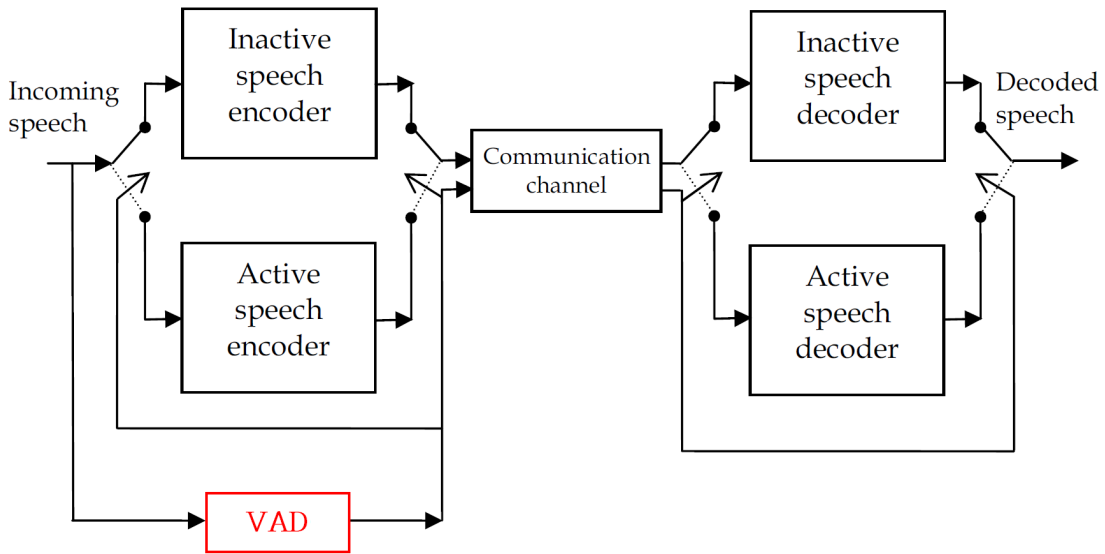 Incoming
speech
Inactive
speech
encoder
Active
speech
encoder
VAD
Communication
channel
Inactive
speech
decoder
Active
speech
decoder
Decoded
speech